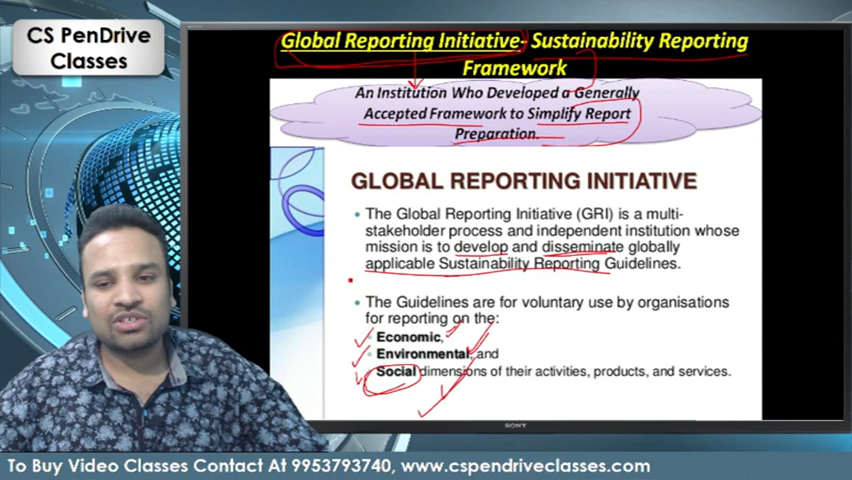 CS PenDrive
Classes
Global Reporting Initiative- Sustainability Reporting
Framework
An Institution Who Developed a Generally
Accepted Framework to Simplify Report
Preparation.
GLOBAL REPORTING INITIATIVE
• The Global Reporting Initiative (GRI) is a multi-
stakeholder process and independent institution whose
mission is to develop and disseminate globally
applicable Sustainability Reporting Guidelines.
• The Guidelines are for voluntary use by organisations
for reporting on the:
• Economic,
• Environmental, and
• Social dimensions of their activities, products, and services.
SONY
To Buy Video Classes Contact At 9953793740, www.cspendriveclasses.com